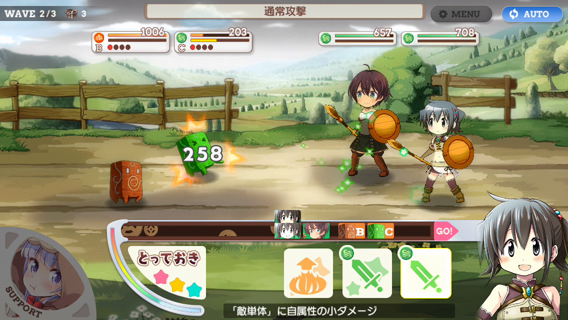 WAVE 2/3 3
通常攻撃
MENU
AUTO
1006
B
203
C
657
708
258
B C GO!
とっておき
「敵単体」に自属性の小ダメージ
SUPPORT